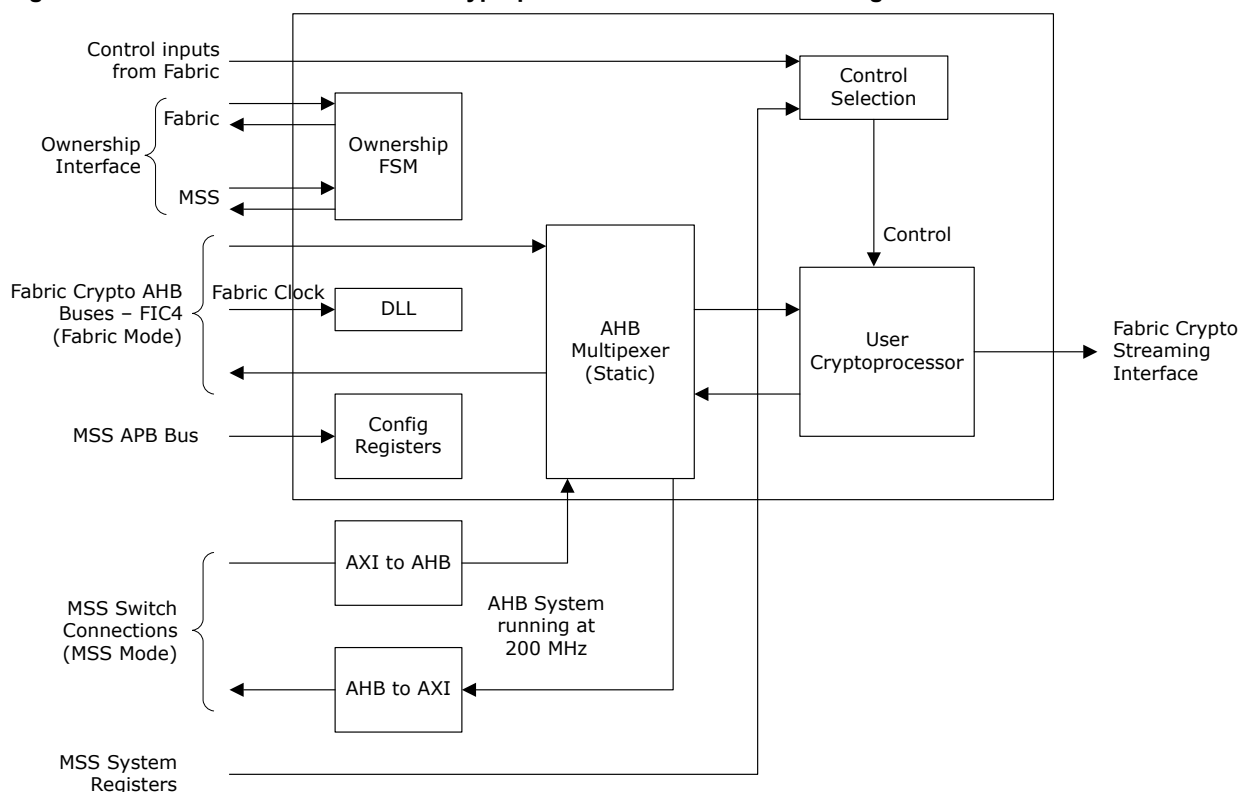 Control inputs
from Fabric
Control
Selection
Fabric
Ownership
Interface
Ownership
FSM
MSS
Control
Fabric Crypto AHB
Buses – FIC4
(Fabric Mode)
Fabric Clock
DLL
AHB
Multipexer
(Static)
User
Cryptoprocessor
Fabric Crypto
Streaming
Interface
MSS APB Bus
Config
Registers
AXI to AHB
MSS Switch
Connections
(MSS Mode)
AHB System
running at
200 MHz
AHB to AXI
MSS System
Registers